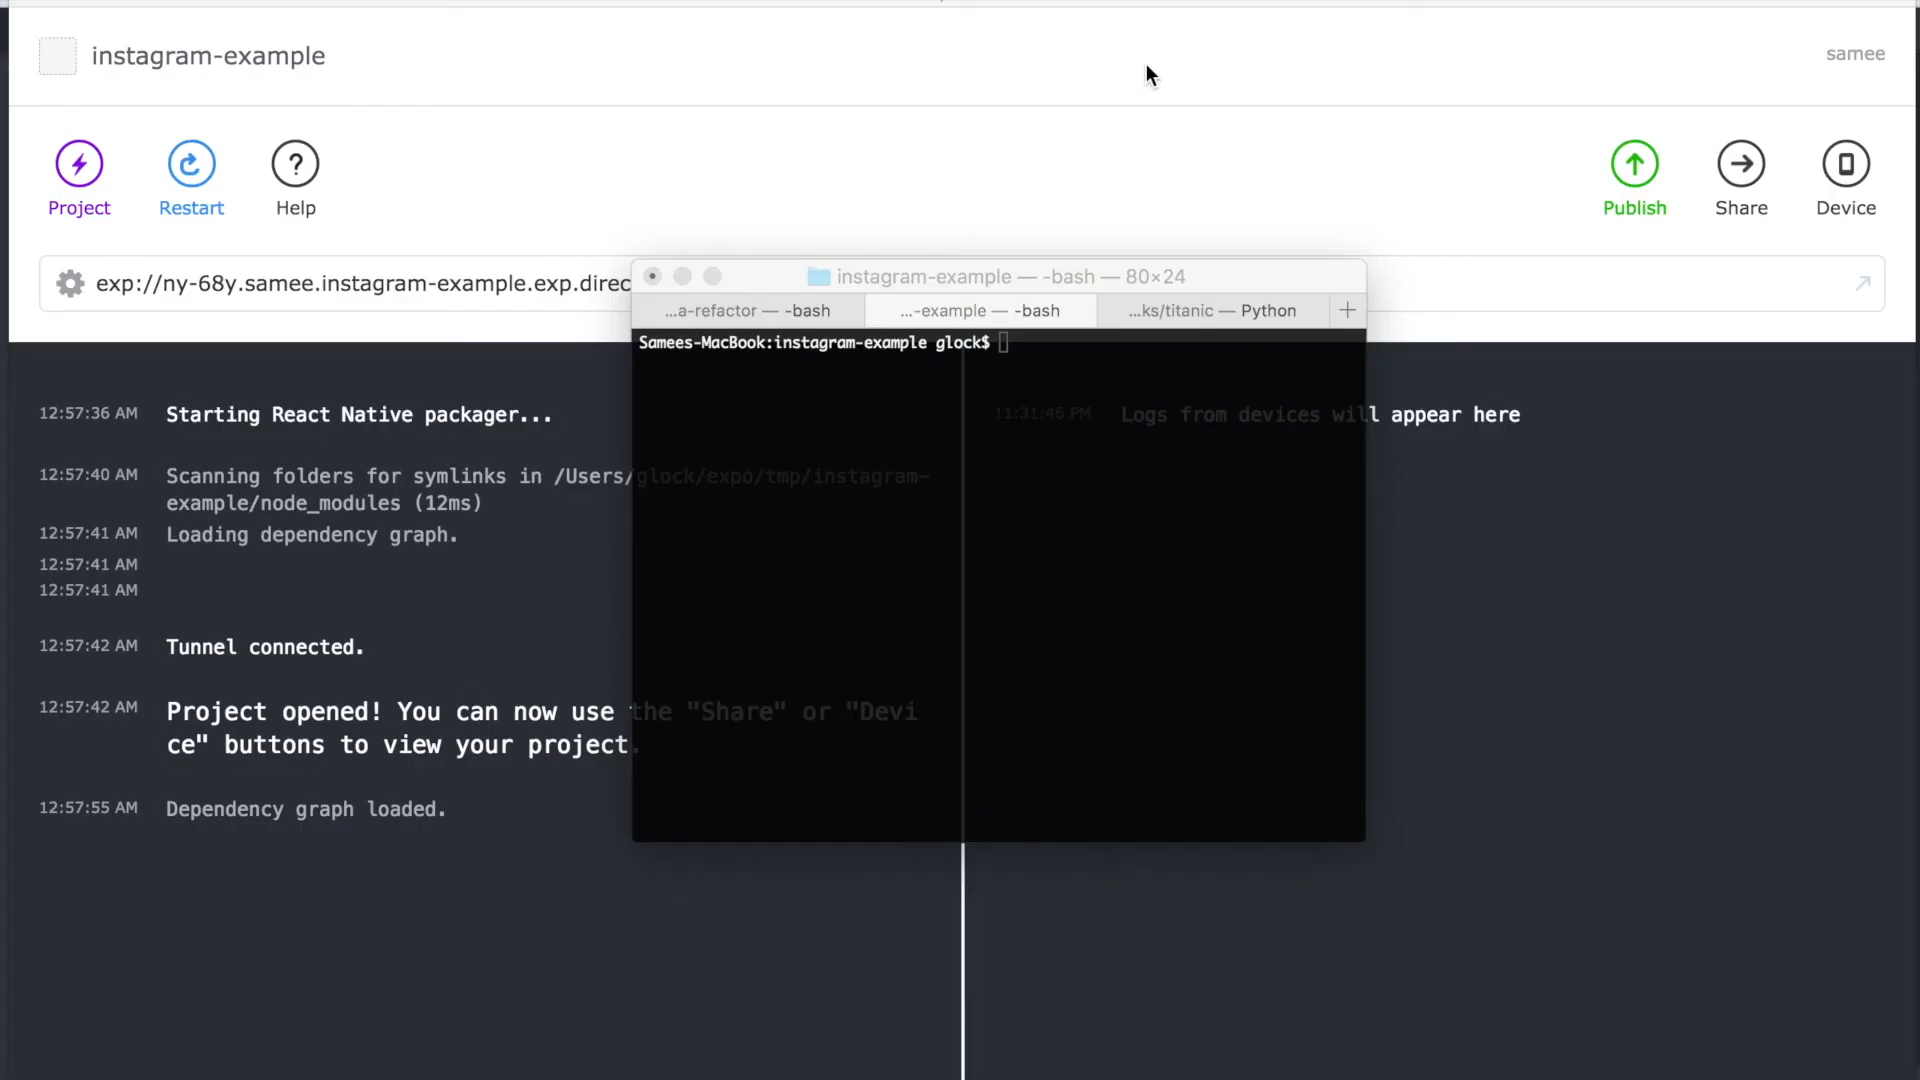 instagram-example
samee
Project
Restart
Help
Publish
Share
Device
exp://ny-68y.samee.instagram-example.exp.direc
instagram-example — -bash — 80×24
...a-refactor — -bash
...-example — -bash
...ks/titanic — Python
Samees-MacBook:instagram-example glock$
12:57:36 AM Starting React Native packager...
12:57:40 AM Scanning folders for symlinks in /Users/glock/expo/tmp/instagram-
example/node_modules (12ms)
12:57:41 AM Loading dependency graph.
12:57:41 AM
12:57:41 AM
12:57:42 AM Tunnel connected.
12:57:42 AM Project opened! You can now use the "Share" or "Devi
ce" buttons to view your project.
12:57:55 AM Dependency graph loaded.
11:31:46 PM Logs from devices will appear here